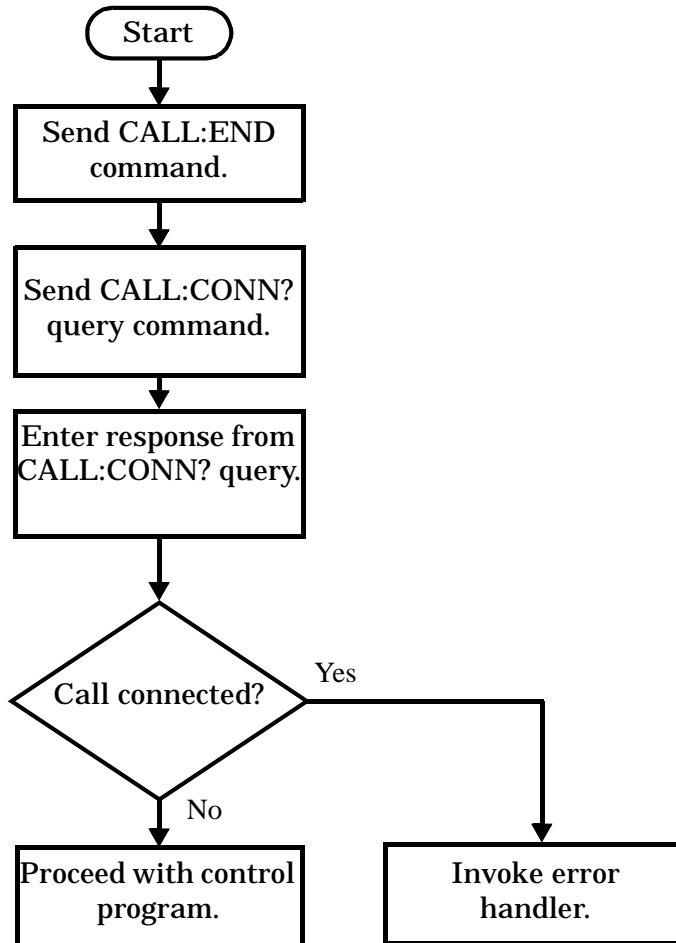 Start
Send CALL:END
command.
Send CALL:CONN?
query command.
Enter response from
CALL:CONN? query.
Call connected?
Yes
No
Proceed with control
program.
Invoke error
handler.